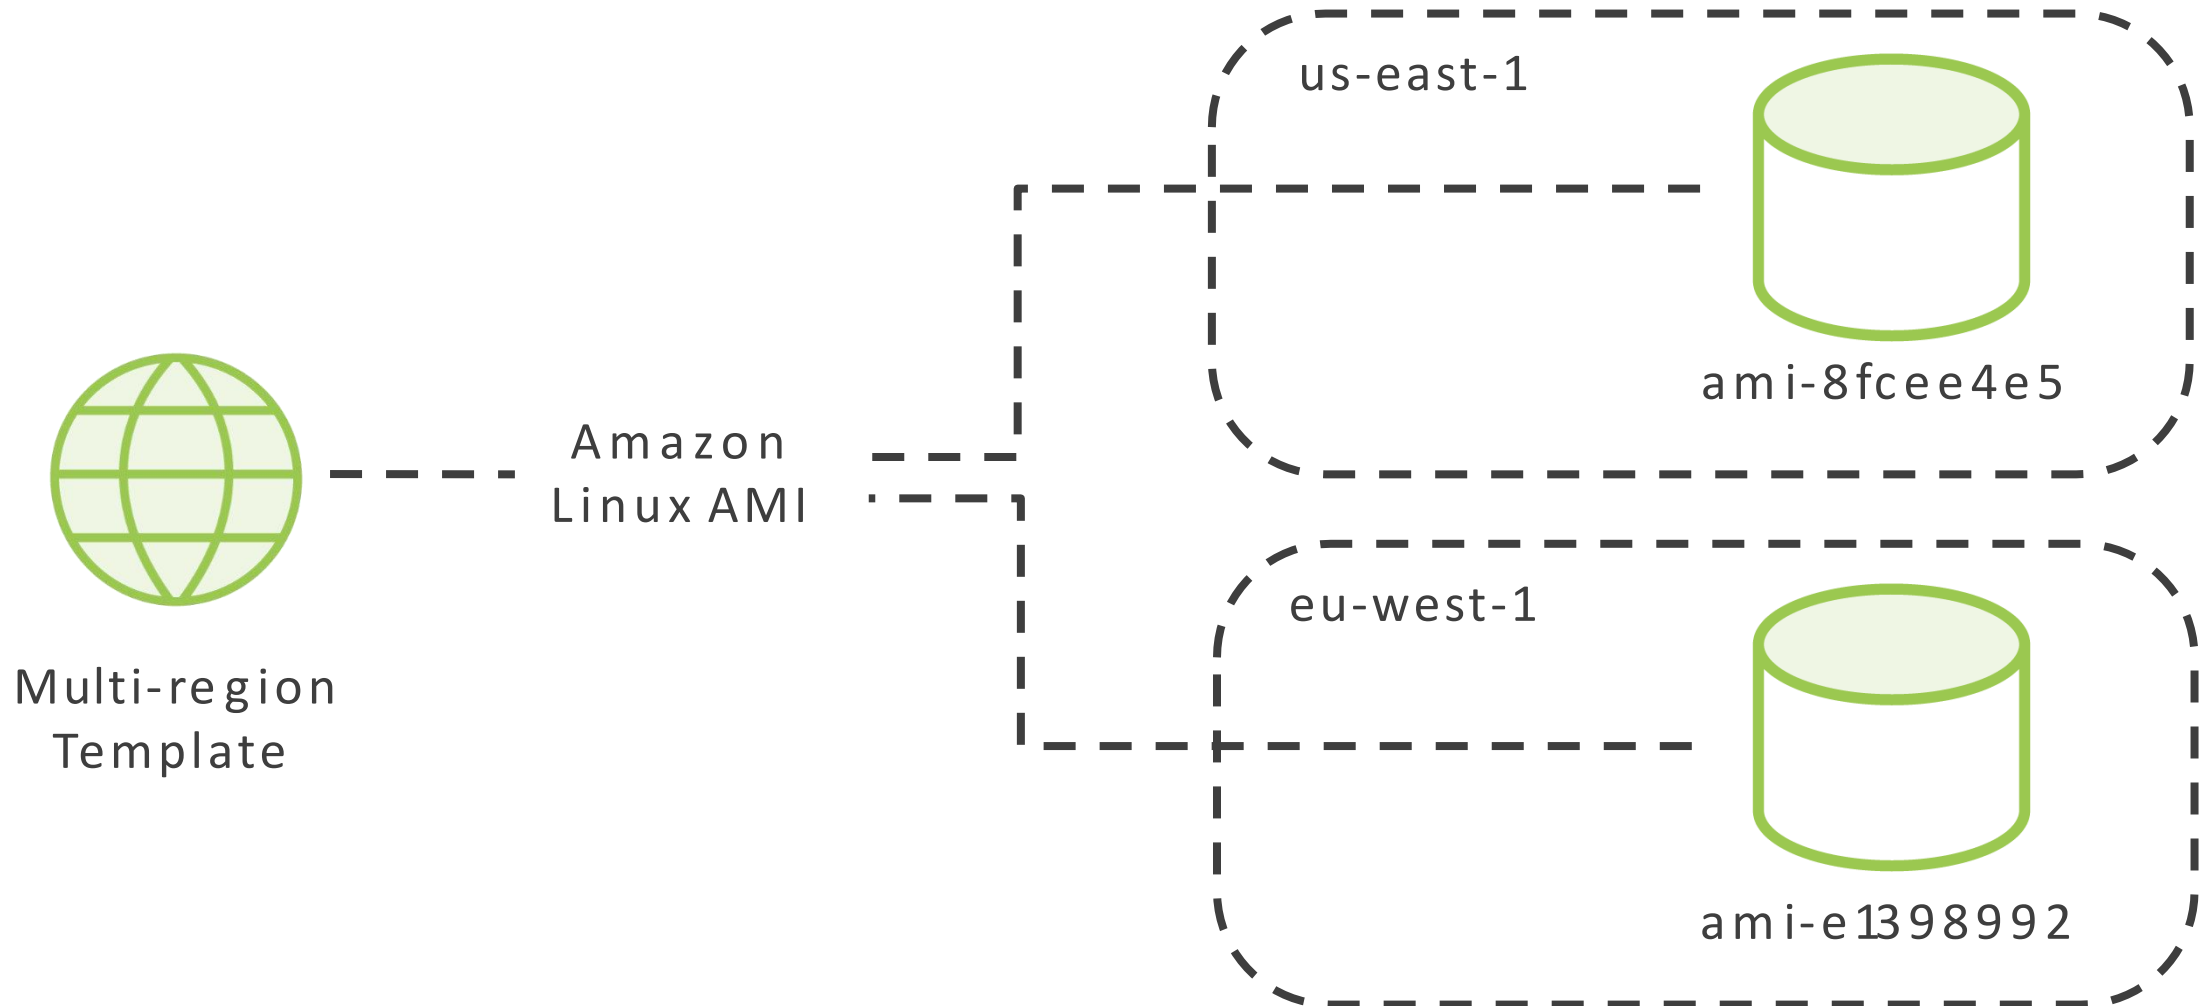 us-east-1
ami-8fcee4e5
Amazon
Linux AMI
eu-west-1
Multi-region
Template
ami-e1398992